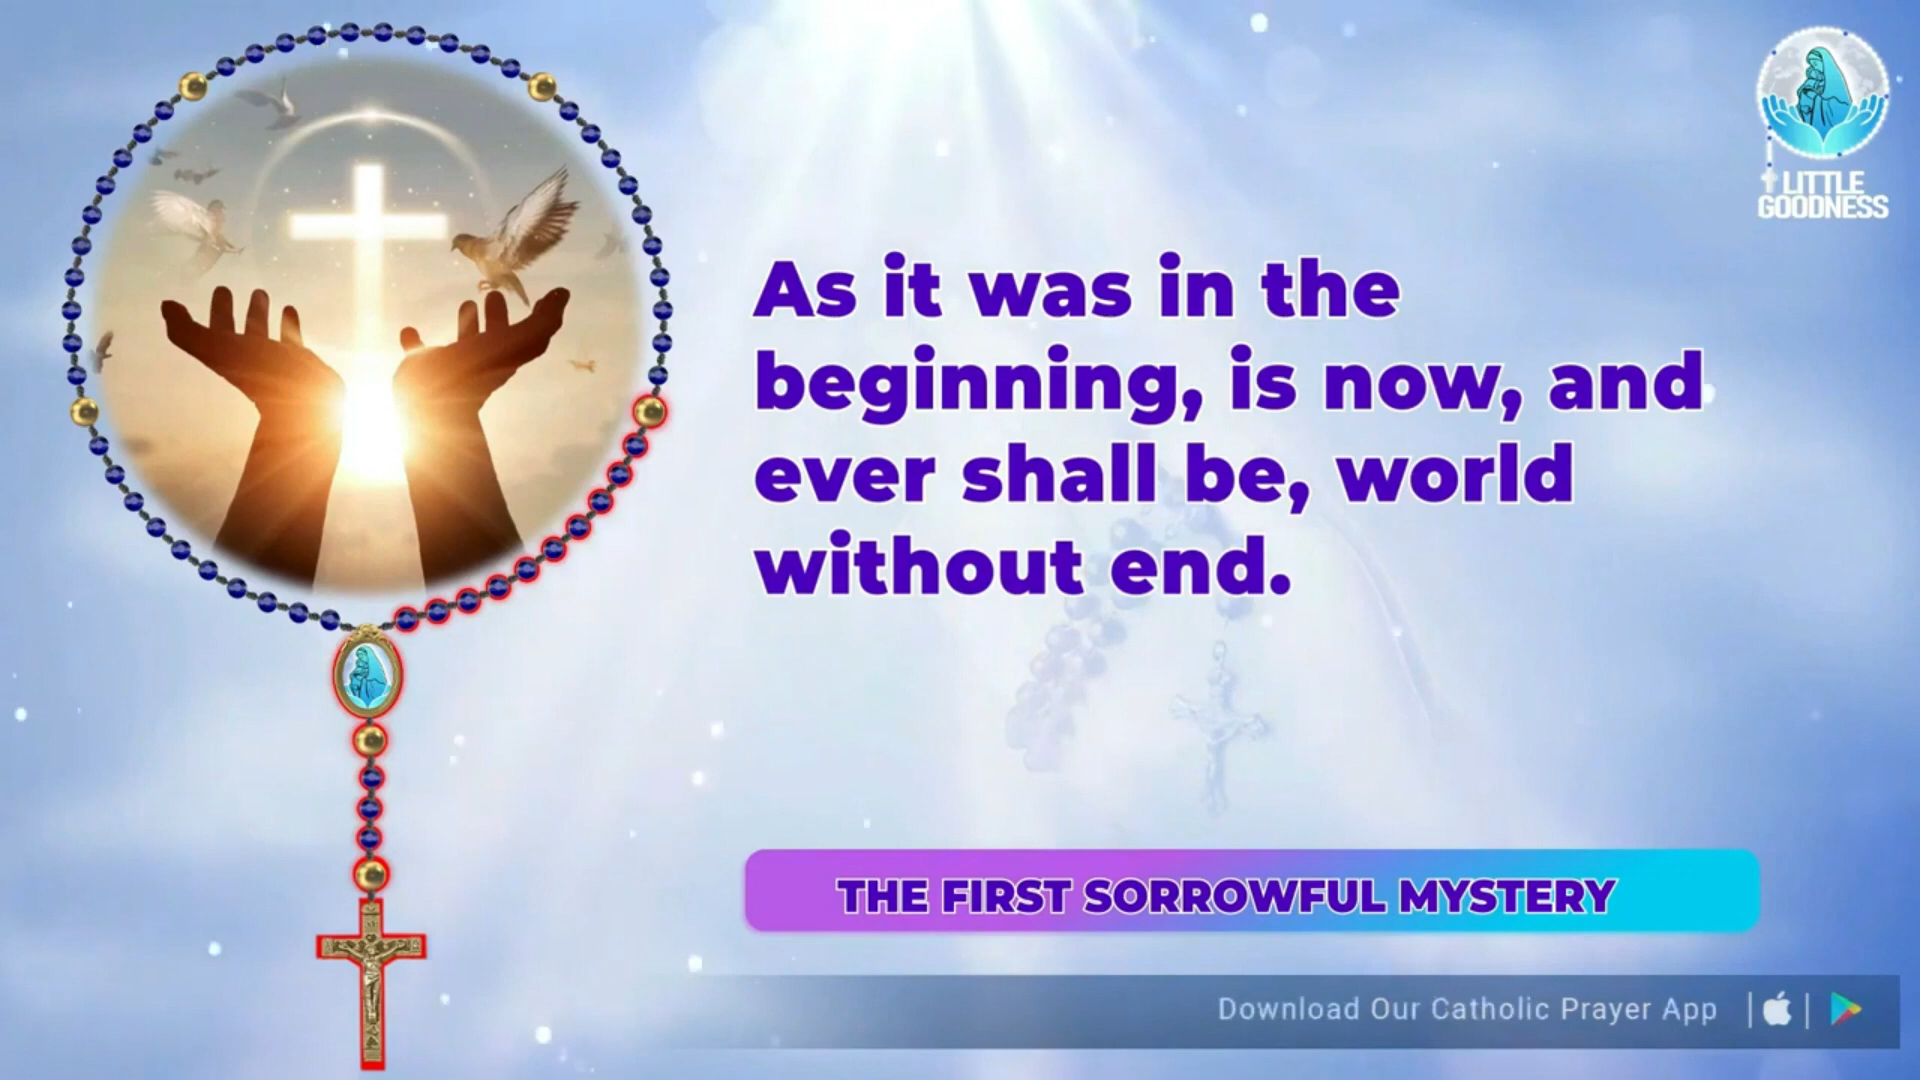 LITTLE
GOODNESS
As it was in the
beginning, is now, and
ever shall be, world
without end.
THE FIRST SORROWFUL MYSTERY
Download Our Catholic Prayer App